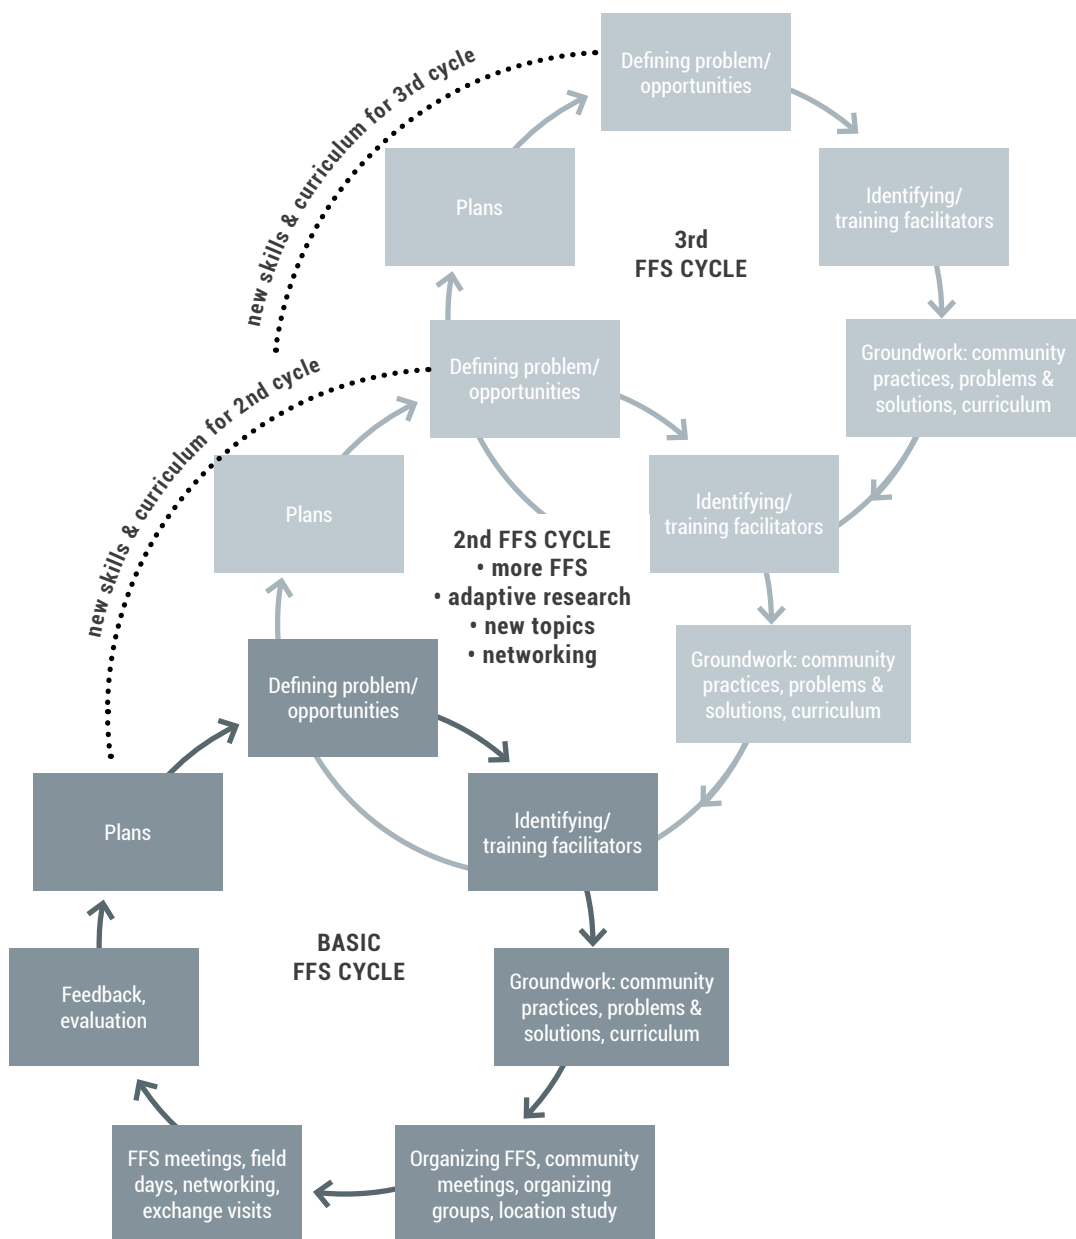 new skills & curriculum for 3rd cycle
Defining problem/
opportunities
Plans
Identifying/
training facilitators
3rd
FFS CYCLE
Groundwork: community
practices, problems &
solutions, curriculum
new skills & curriculum for 2nd cycle
Defining problem/
opportunities
Plans
Identifying/
training facilitators
2nd FFS CYCLE
• more FFS
• adaptive research
• new topics
• networking
Groundwork: community
practices, problems &
solutions, curriculum
Defining problem/
opportunities
Plans
Identifying/
training facilitators
BASIC
FFS CYCLE
Feedback,
evaluation
Groundwork: community
practices, problems &
solutions, curriculum
FFS meetings, field
days, networking,
exchange visits
Organizing FFS, community
meetings, organizing
groups, location study